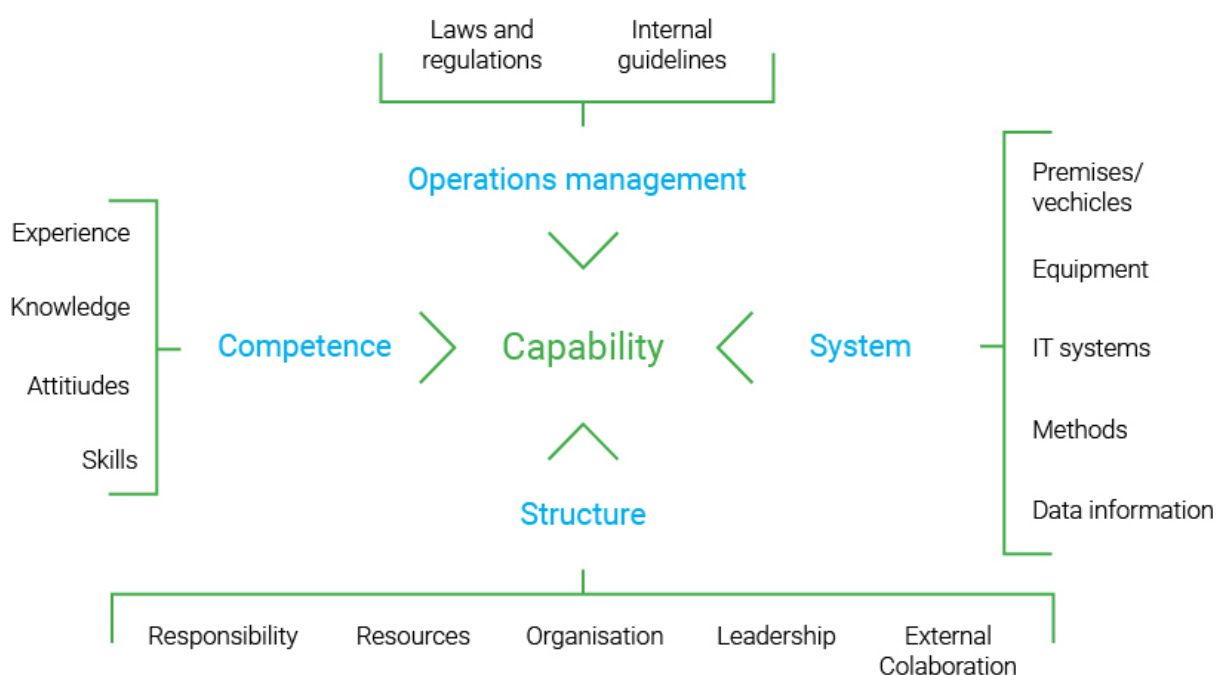 Laws and
regulations
Internal
guidelines
Operations management
Premises/
vechicles
Experience
Equipment
Knowledge
Competence
Capability
System
IT systems
Attitiudes
Methods
Skills
Structure
Data information
Responsibility
Resources
Organisation
Leadership
External
Colaboration